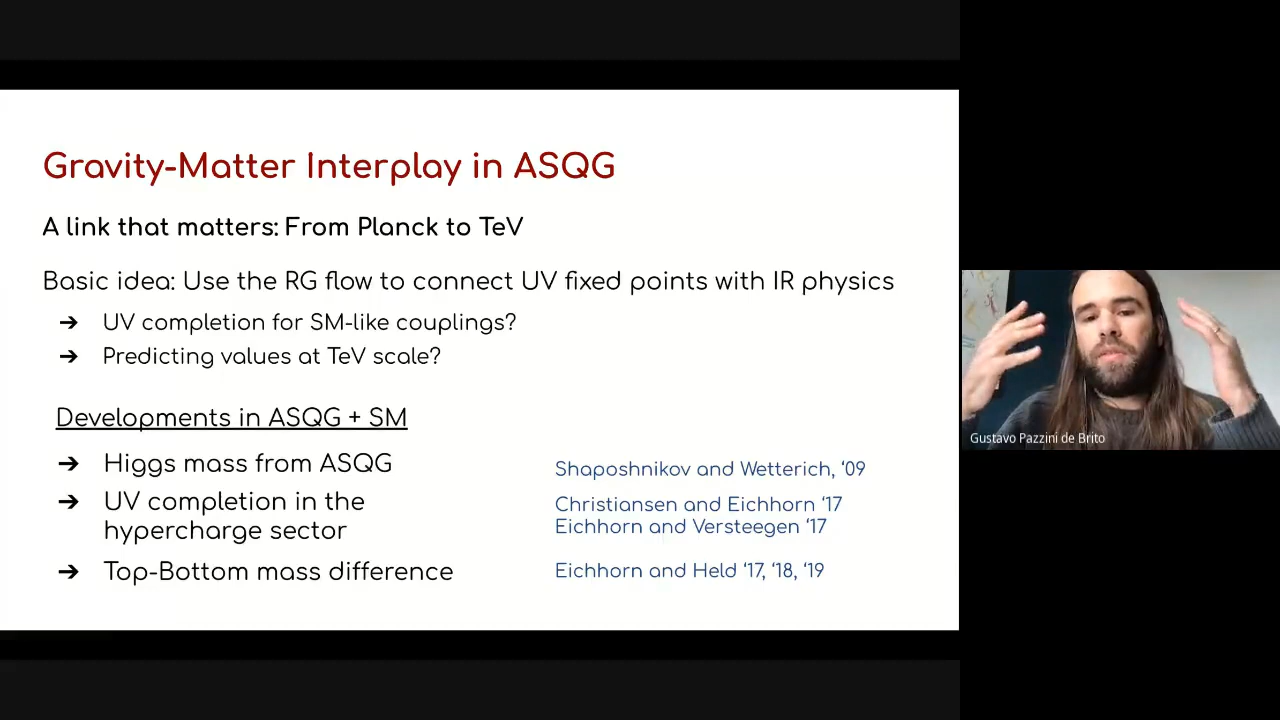 Gravity-Matter Interplay in ASQG
A link that matters: From Planck to TeV
Basic idea: Use the RG flow to connect UV fixed points with IR physics
➔ UV completion for SM-like couplings?
➔ Predicting values at TeV scale?
Developments in ASQG + SM
➔ Higgs mass from ASQG
Shaposhnikov and Wetterich, ‘09
➔ UV completion in the
hypercharge sector
Christiansen and Eichhorn ‘17
Eichhorn and Versteegen ‘17
➔ Top-Bottom mass difference
Eichhorn and Held ‘17, ‘18, ‘19
Gustavo Pazzini de Brito